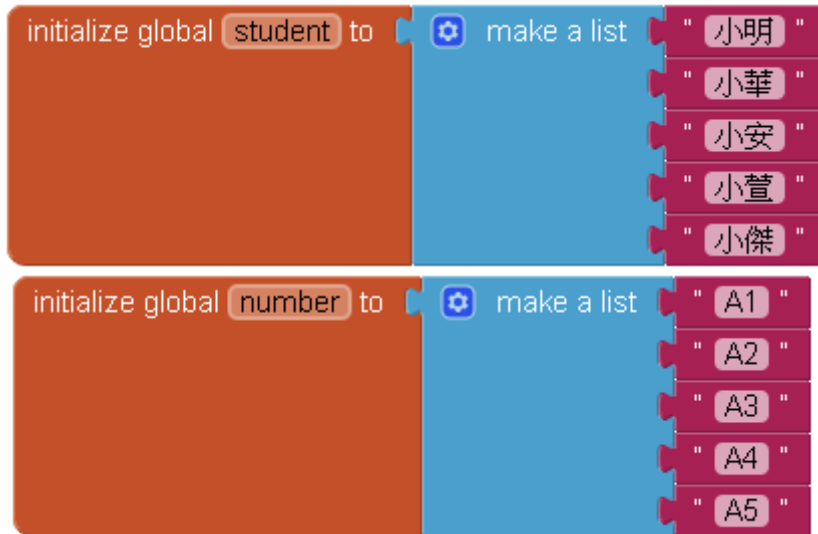 initialize global student to make a list " 小明 "
" 小華 "
" 小安 "
" 小萱 "
" 小傑 "
initialize global number to make a list " A1 "
" A2 "
" A3 "
" A4 "
" A5 "